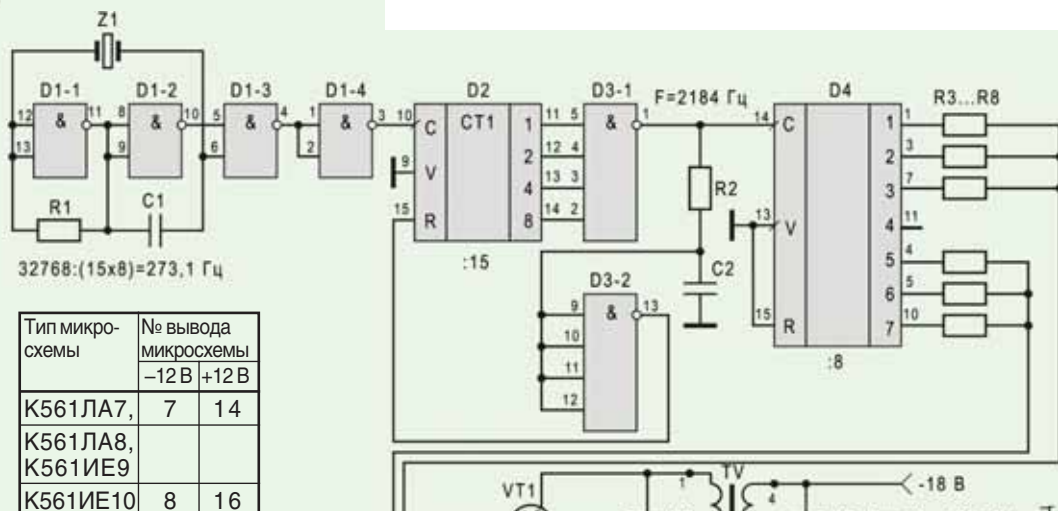 Z1
D1-1
D1-2
D1-3
D1-4
D2
D3-1
F=2184 Гц
D4
R3...R8
12
13
&
11
8
9
&
10
5
6
&
4
1
2
&
3
10
9
15
C
V
R
CT1
1
2
4
8
11
12
13
14
5
4
3
2
&
1
R2
C2
14
13
15
C
V
R
1
2
3
4
5
6
7
1
3
7
11
4
5
10
R1
C1
:15
:8
32768:(15x8)=273,1 Гц
D3-2
9
10
11
12
&
13
Тип микро-
схемы
№ вывода
микросхемы
–12 В +12 В
К561ЛА7, 7 14
К561ЛА8,
К561ИЕ9
К561ИЕ10 8 16
VT1
1
TV
4
-18 В